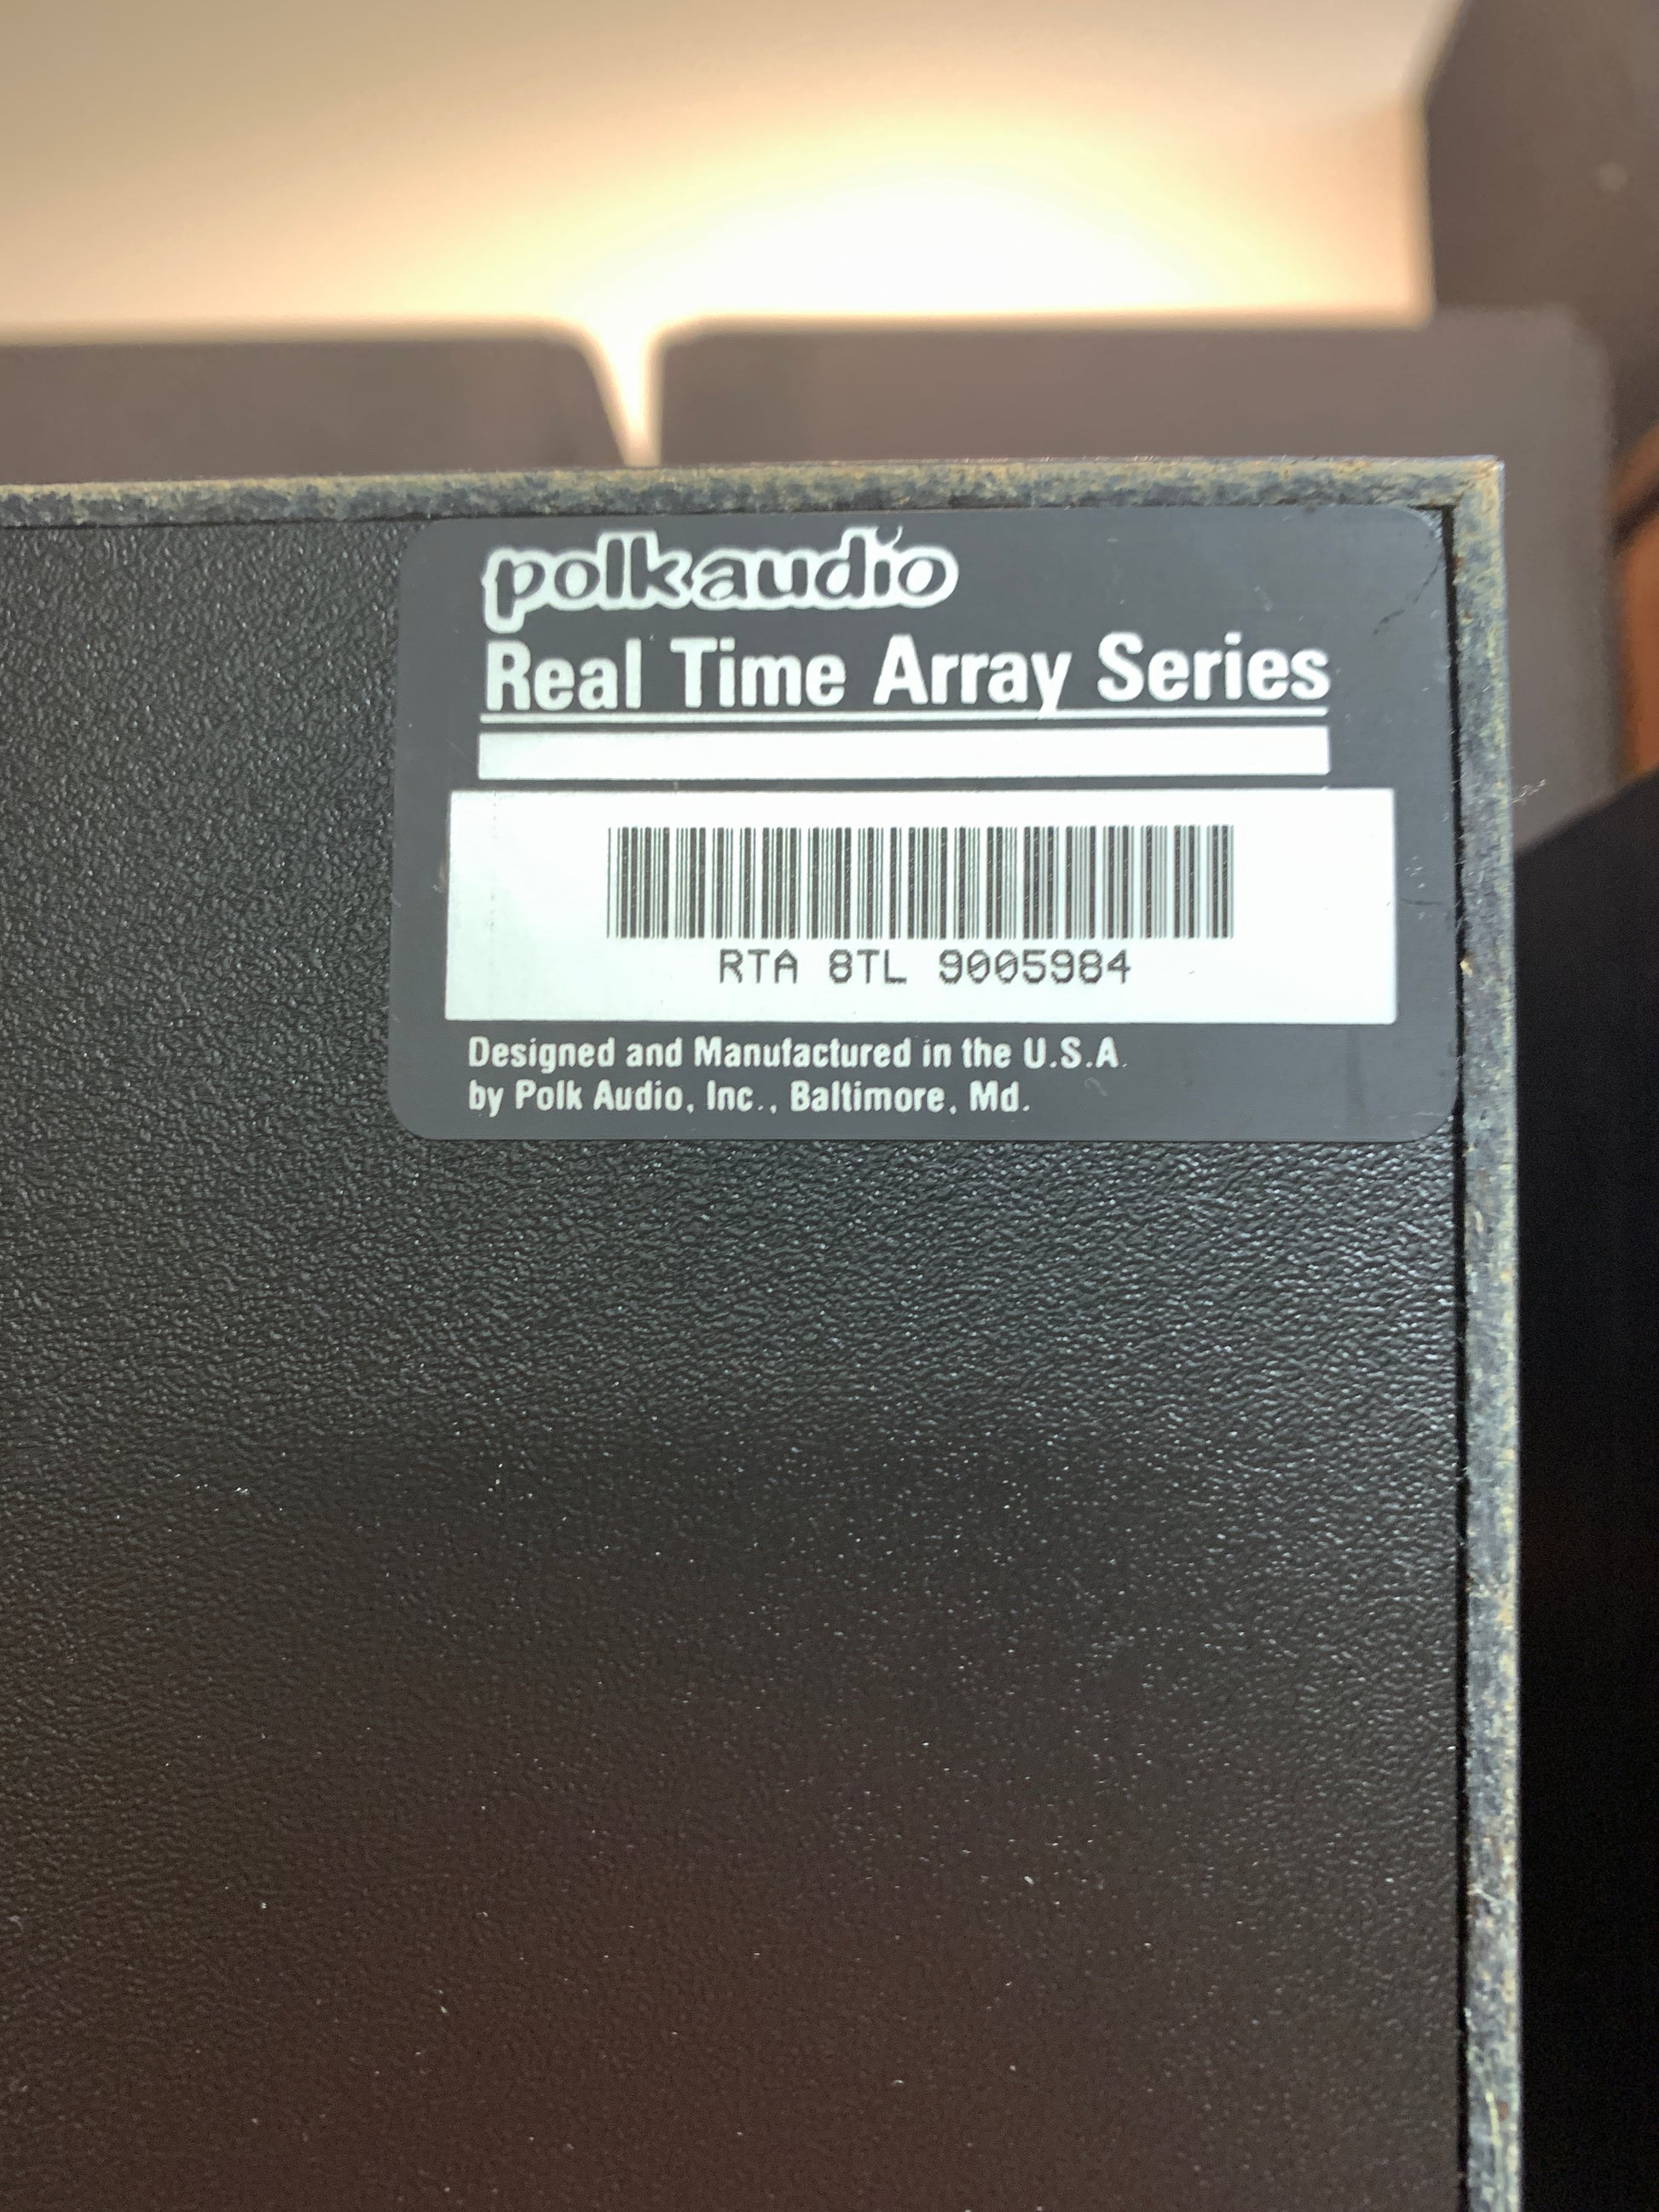 polkaudio
Real Time Array Series
RTA 8TL 9005984
Designed and Manufactured in the U.S.A.
by Polk Audio, Inc., Baltimore, Md.